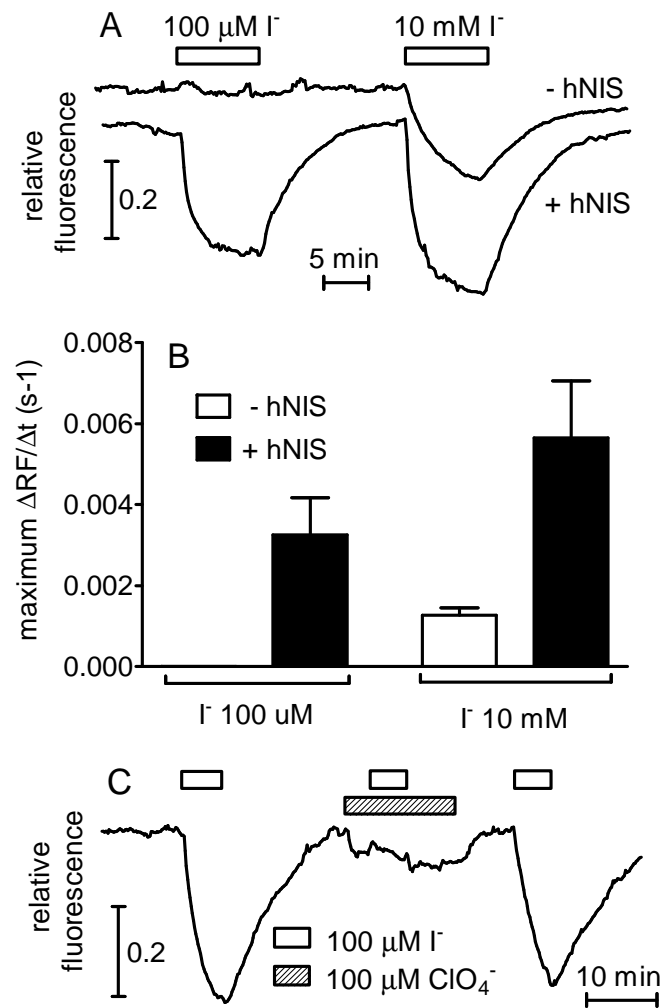 A
100 μM I⁻
10 mM I⁻
- hNIS
relative
fluorescence
0.2
+ hNIS
5 min
0.008
B
0.006
- hNIS
+ hNIS
0.004
0.002
0.000
maximum ΔRF/Δt (s-1)
I⁻ 100 uM
I⁻ 10 mM
C
relative
fluorescence
0.2
100 μM I⁻
100 μM ClO₄⁻
10 min